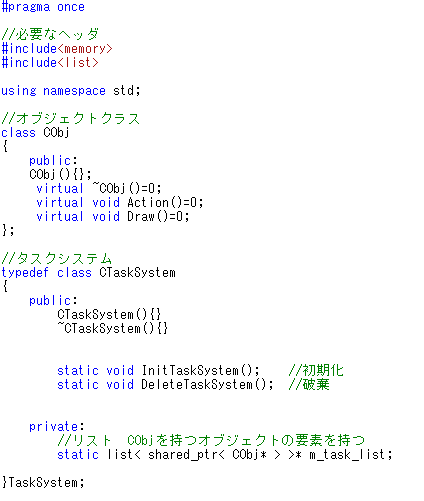 #pragma once
//必要なヘッダ
#include<memory>
#include<list>
using namespace std;
//オブジェクトクラス
class CObj
{
public:
CObj(){};
virtual ~CObj()=0;
virtual void Action()=0;
virtual void Draw()=0;
};
//タスクシステム
typedef class CTaskSystem
{
public:
CTaskSystem(){}
~CTaskSystem(){}
static void InitTaskSystem(); //初期化
static void DeleteTaskSystem(); //破棄
private:
//リスト CObjを持つオブジェクトの要素を持つ
static list< shared_ptr< CObj* > >* m_task_list;
}TaskSystem;